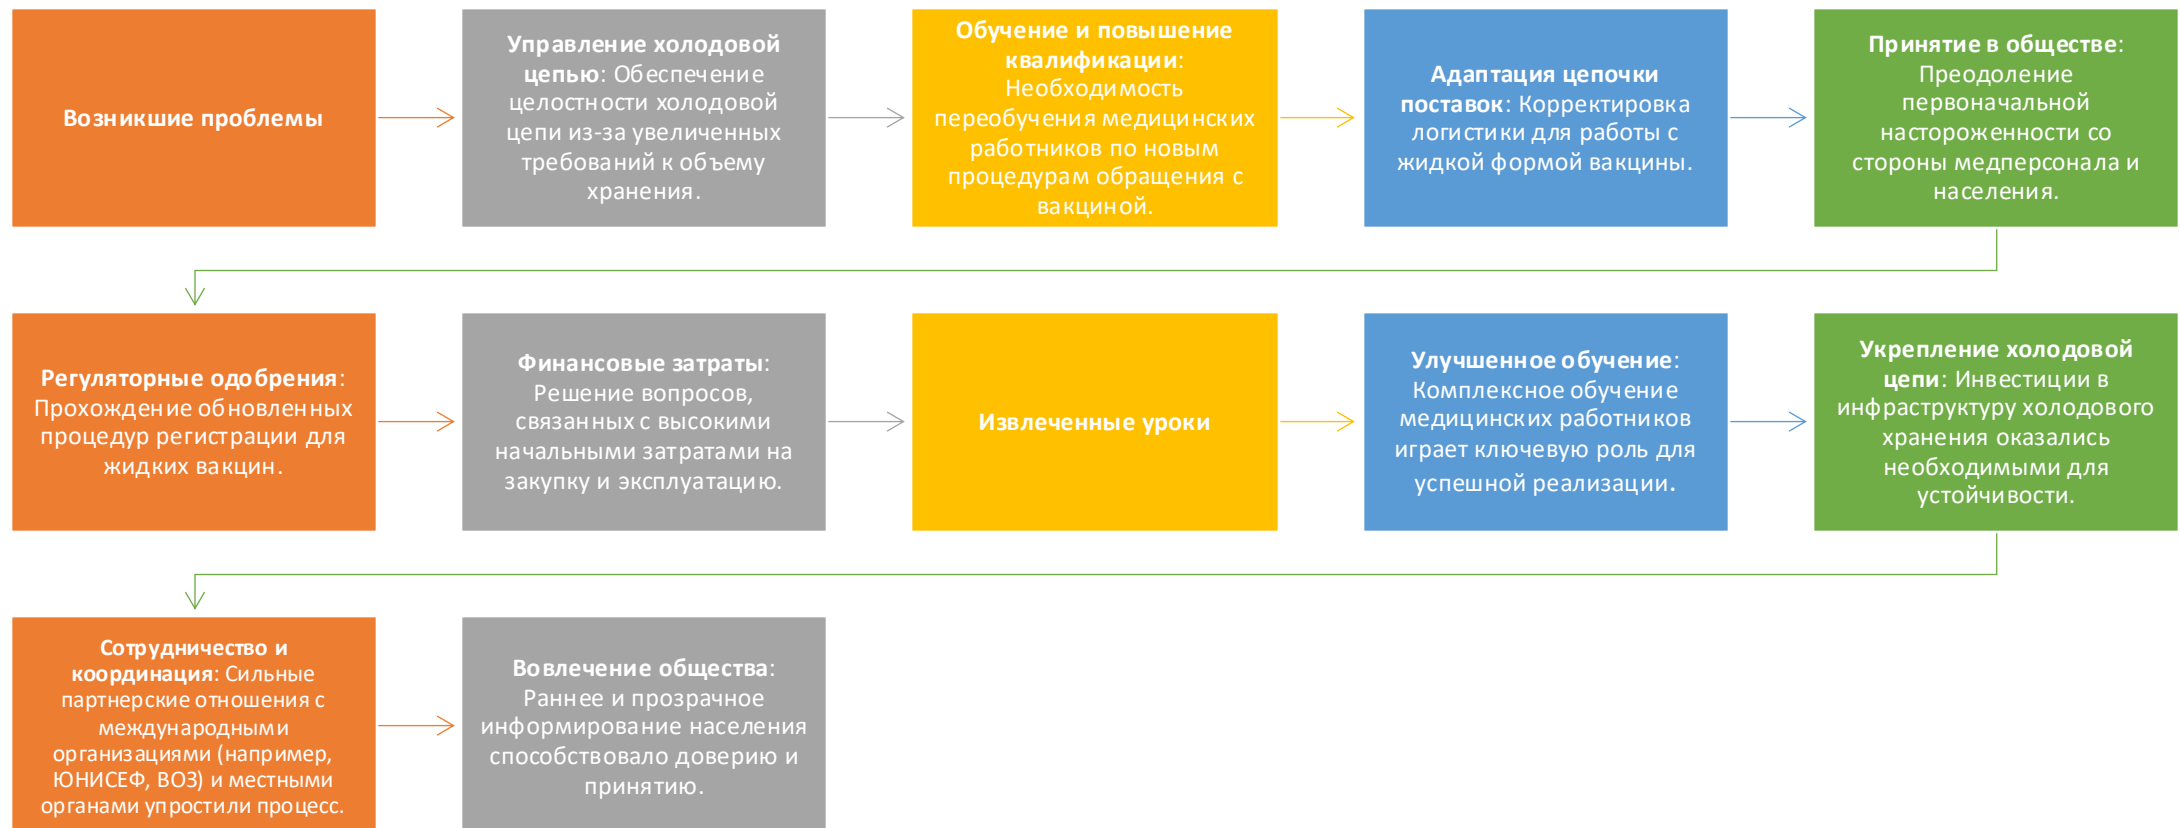 Возникшие проблемы
Управление холодовой
цепью: Обеспечение
целостности холодовой
цепи из-за увеличенных
требований к объему
хранения.
Обучение и повышение
квалификации:
Необходимость
переобучения медицинских
работников по новым
процедурам обращения с
вакциной.
Адаптация цепочки
поставок: Корректировка
логистики для работы с
жидкой формой вакцины.
Принятие в обществе:
Преодоление
первоначальной
настороженности со
стороны медперсонала и
населения.
Регуляторные одобрения:
Прохождение обновленных
процедур регистрации для
жидких вакцин.
Финансовые затраты:
Решение вопросов,
связанных с высокими
начальными затратами на
закупку и эксплуатацию.
Извлеченные уроки
Улучшенное обучение:
Комплексное обучение
медицинских работников
играет ключевую роль для
успешной реализации.
Укрепление холодовой
цепи: Инвестиции в
инфраструктуру холодового
хранения оказались
необходимыми для
устойчивости.
Сотрудничество и
координация: Сильные
партнерские отношения с
международными
организациями (например,
ЮНИСЕФ, ВОЗ) и местными
органами упростили процесс.
Вовлечение общества:
Раннее и прозрачное
информирование населения
способствовало доверию и
принятию.